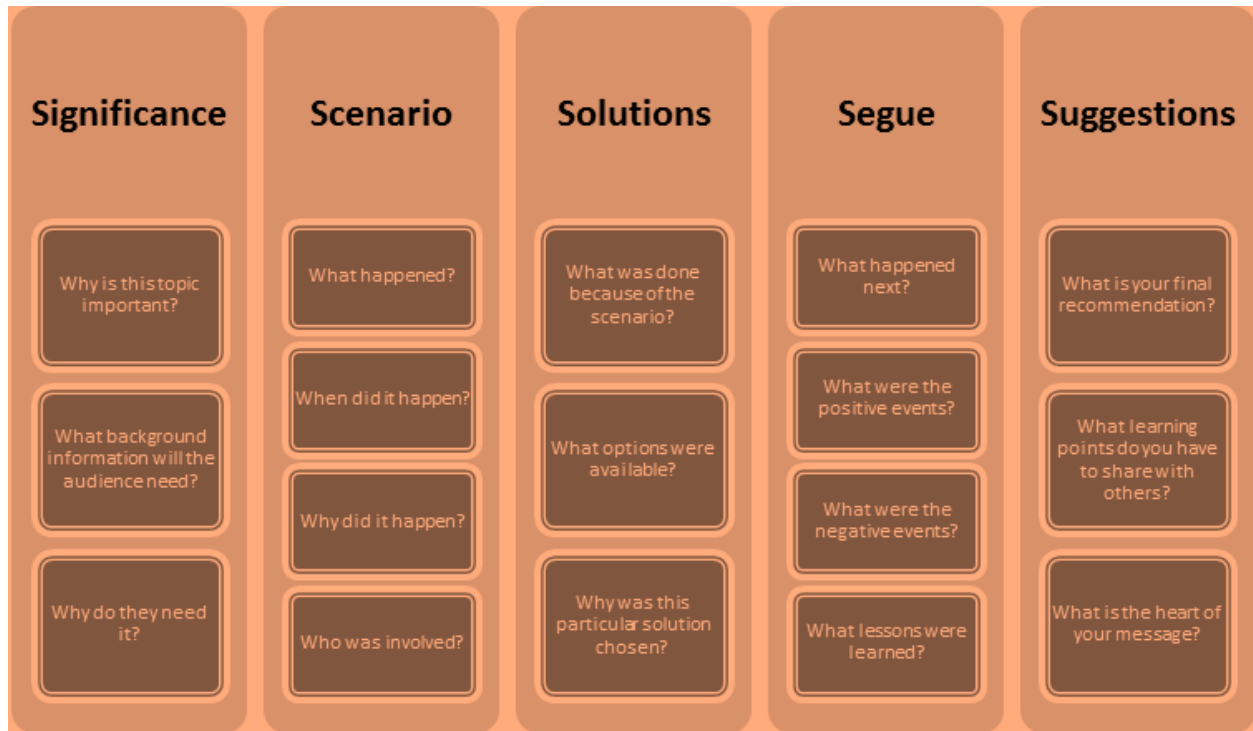 Significance
Why is this topic
important?
What background
information will the
audience need?
Why do they need
it?
Scenario
What happened?
When did it happen?
Why did it happen?
Who was involved?
Solutions
What was done
because of the
scenario?
What options were
available?
Why was this
particular solution
chosen?
Segue
What happened
next?
What were the
positive events?
What were the
negative events?
What lessons were
learned?
Suggestions
What is your final
recommendation?
What learning
points do you have
to share with
others?
What is the heart of
your message?